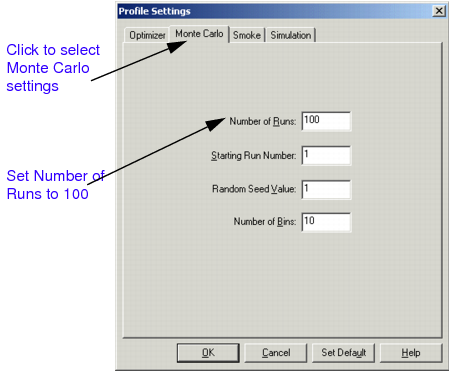 Profile Settings
Optimizer Monte Carlo Smoke Simulation
Click to select
Monte Carlo
settings
Number of Runs: 100
Starting Run Number: 1
Set Number of
Runs to 100
Random Seed Value: 1
Number of Bins: 10
OK Cancel Set Default Help